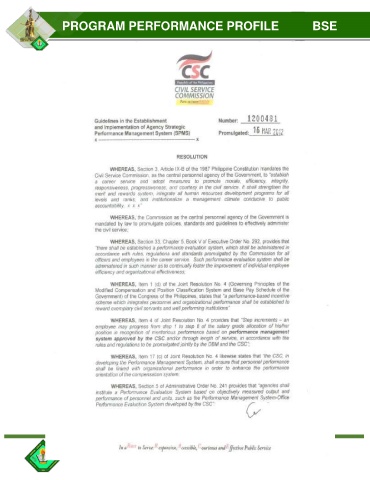 PROGRAM PERFORMANCE PROFILE BSE
CSC
Republic of the Philippines
CIVIL SERVICE
COMMISSION
Guidelines in the Establishment
and Implementation of Agency Strategic
Performance Management System (SPMS)
x ---------------------------------------- x
Number: 1200481
Promulgated: 16 MAR 2012
RESOLUTION
WHEREAS, Section 3, Article IX-B of the 1987 Philippine Constitution mandates the
Civil Service Commission, as the central personnel agency of the Government, to "establish
a career service and adopt measures to promote morale, efficiency, integrity,
responsiveness, progressiveness, and courtesy in the civil service. It shall strengthen the
merit and rewards system, integrate all human resources development programs for all
levels and ranks, and institutionalize a management climate conducive to public
accountability. x x x"
WHEREAS, the Commission as the central personnel agency of the Government is
mandated by law to promulgate policies, standards and guidelines to effectively administer
the civil service.
WHEREAS, Section 33, Chapter 5, Book V of Executive Order No. 292, provides that
"there shall be established a performance evaluation system, which shall be administered in
accordance with rules, regulations and standards promulgated by the Commission for all
officers and employees in the career service. Such performance evaluation system shall be
administered in such manner as to continually foster the improvement of individual employee
efficiency and organizational effectiveness;
WHEREAS, Item 1 (d) of the Joint Resolution No. 4 (Governing Principles of the
Modified Compensation and Position Classification System and Base Pay Schedule of the
Government) of the Congress of the Philippines, states that "a performance-based incentive
scheme which integrates personnel and organizational performance shall be established to
reward exemplary civil servants and well performing institutions"
WHEREAS, Item 4 of Joint Resolution No. 4 provides that "Step increments - an
employee may progress from step 1 to step 8 of the salary grade allocation of his/her
position in recognition of meritorious performance based on performance management
system approved by the CSC and/or through length of service, in accordance with the
rules and regulations to be promulgated jointly by the DBM and the CSC";
WHEREAS, Item 17 (c) of Joint Resolution No. 4 likewise states that "the CSC, in
developing the Performance Management System, shall ensure that personnel performance
shall be linked with organizational performance in order to enhance the performance
orientation of the compensation system.
WHEREAS, Section 5 of Administrative Order No. 241 provides that "agencies shall
institute a Performance Evaluation System based on objectively measured output and
performance of personnel and units, such as the Performance Management System-Office
Performance Evaluation System developed by the CSC".
In a Race to Serve: Responsive, Accessible, Courteous and Effective Public Service